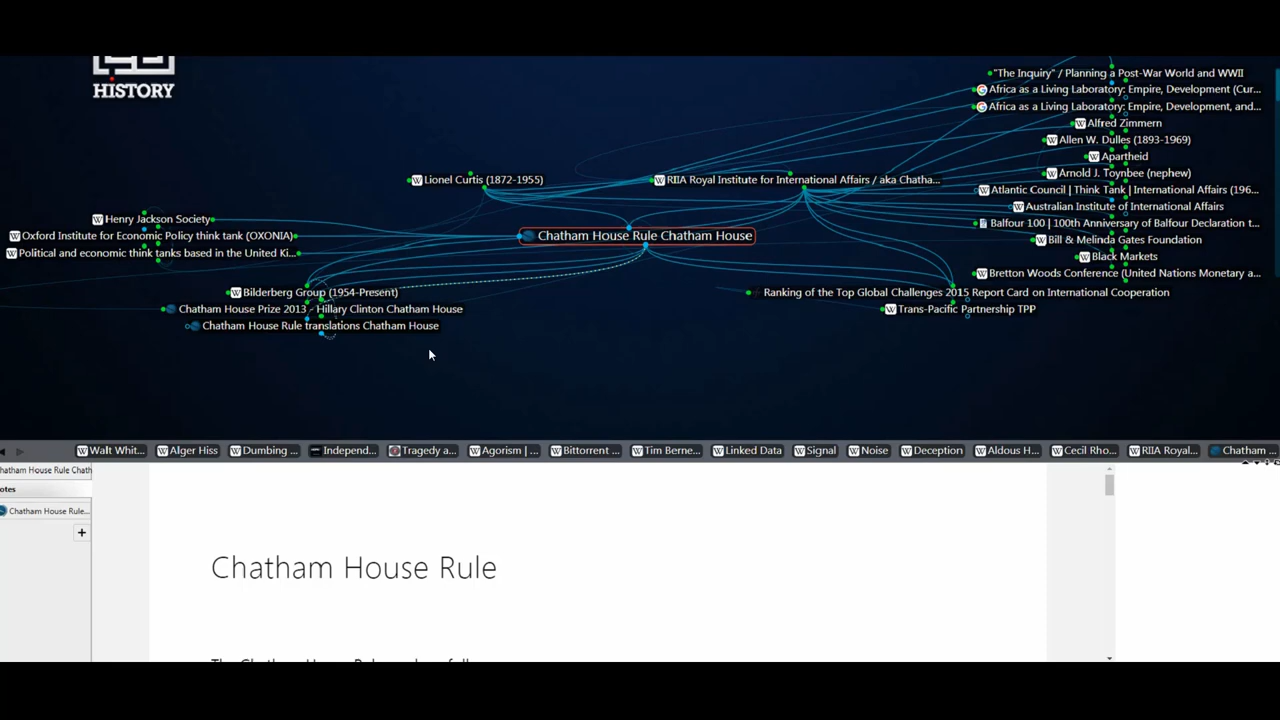 HISTORY
"The Inquiry" / Planning a Post-War World and WWII
Africa as a Living Laboratory: Empire, Development (Cur...
Africa as a Living Laboratory: Empire, Development, and...
Alfred Zimmern
Allen W. Dulles (1893-1969)
Apartheid
Lionel Curtis (1872-1955)
RIIA Royal Institute for International Affairs / aka Chatha...
Arnold J. Toynbee (nephew)
Atlantic Council | Think Tank | International Affairs (196...
Australian Institute of International Affairs
Henry Jackson Society
Balfour 100 | 100th Anniversary of Balfour Declaration t...
Oxford Institute for Economic Policy think tank (OXONIA)
Chatham House Rule Chatham House
Bill & Melinda Gates Foundation
Political and economic think tanks based in the United Ki...
Black Markets
Bretton Woods Conference (United Nations Monetary a...
Bilderberg Group (1954-Present)
Ranking of the Top Global Challenges 2015 Report Card on International Cooperation
Chatham House Prize 2013 - Hillary Clinton Chatham House
Trans-Pacific Partnership TPP
Chatham House Rule translations Chatham House
Walt Whit... Alger Hiss Dumbing ... Independ... Tragedy a... Agorism | ... Bittorrent ... Tim Berne... Linked Data Signal Noise Deception Aldous H... Cecil Rho... RIIA Royal... Chatham ...
hatham House Rule Chath
otes
Chatham House Rule...
Chatham House Rule